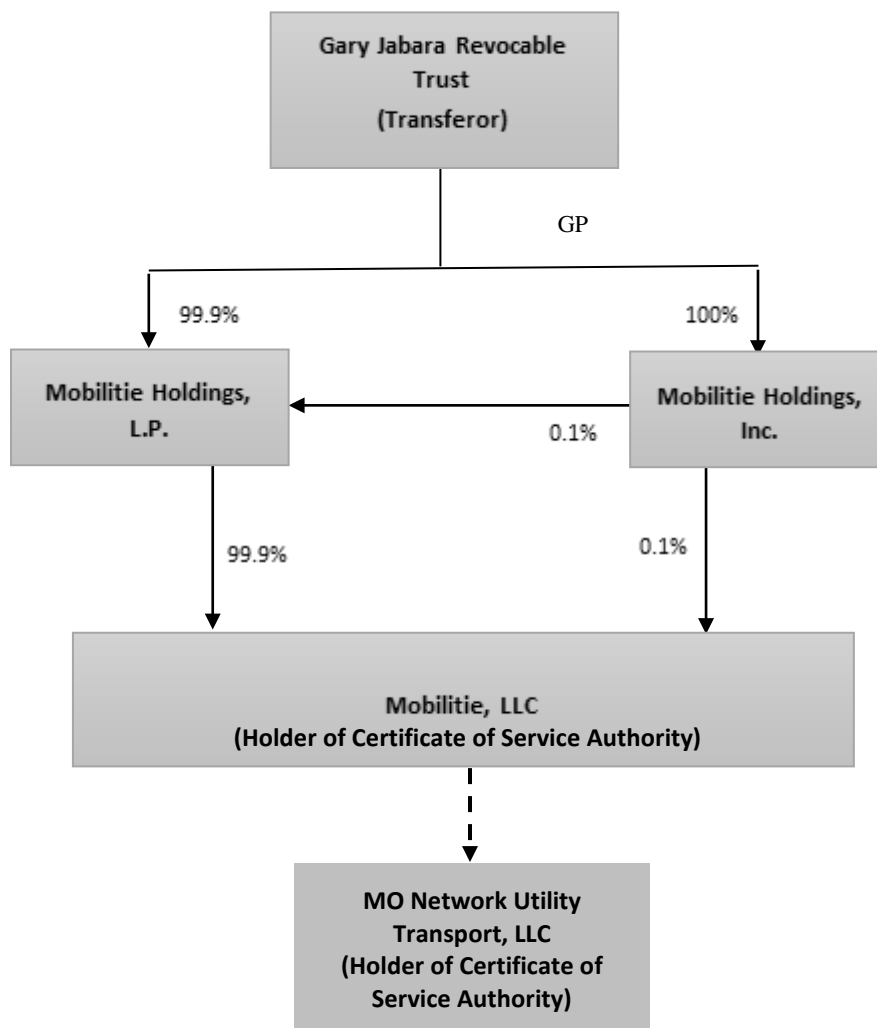 Gary Jabara Revocable
Trust
(Transferor)
GP
99.9%
100%
Mobilitie Holdings,
L.P.
0.1%
Mobilitie Holdings,
Inc.
99.9%
0.1%
Mobilitie, LLC
(Holder of Certificate of Service Authority)
MO Network Utility
Transport, LLC
(Holder of Certificate of
Service Authority)